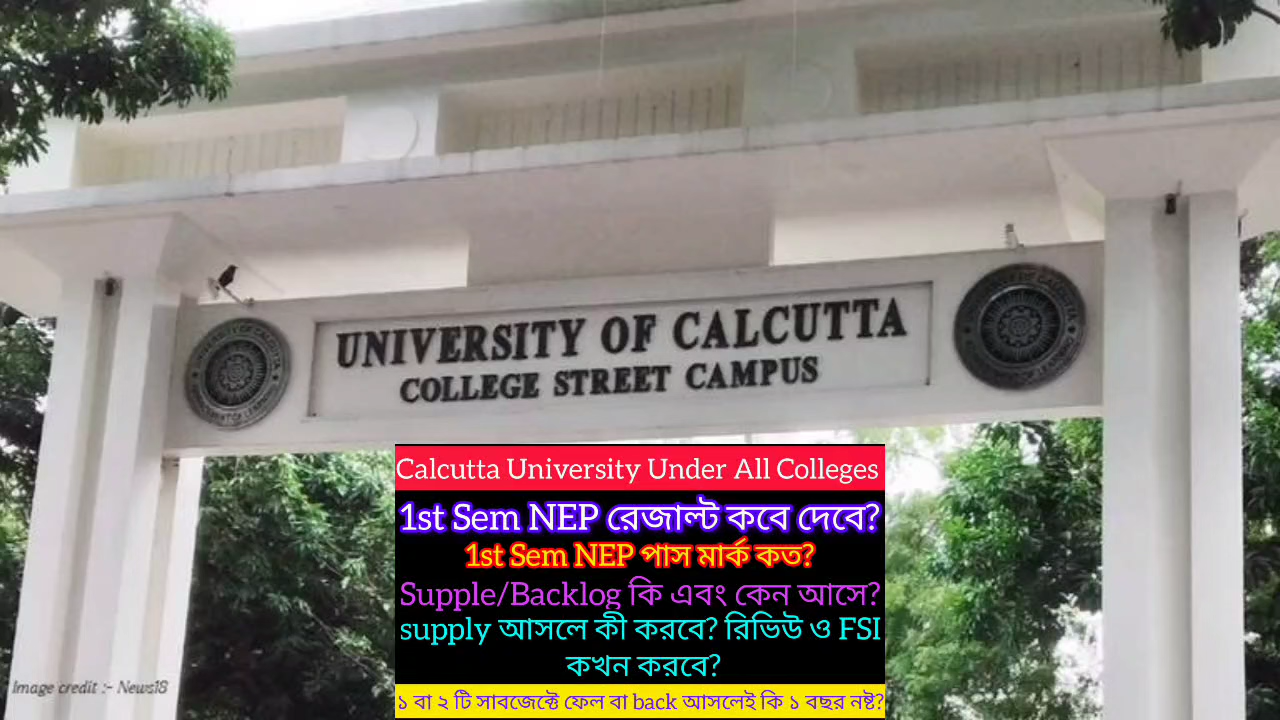 UNIVERSITY OF CALCUTTA
COLLEGE STREET CAMPUS
Calcutta University Under All Colleges
1st Sem NEP রেজাল্ট কবে দেবে?
1st Sem NEP পাস মার্ক কত?
Supple/Backlog কি এবং কেন আসে?
supply আসলে কী করবে? রিভিউ ও FSI
কখন করবে?
Image credit :- News18
১ বা ২ টি সাবজেক্টে ফেল বা back আসলেই কি ১ বছর নষ্ট?